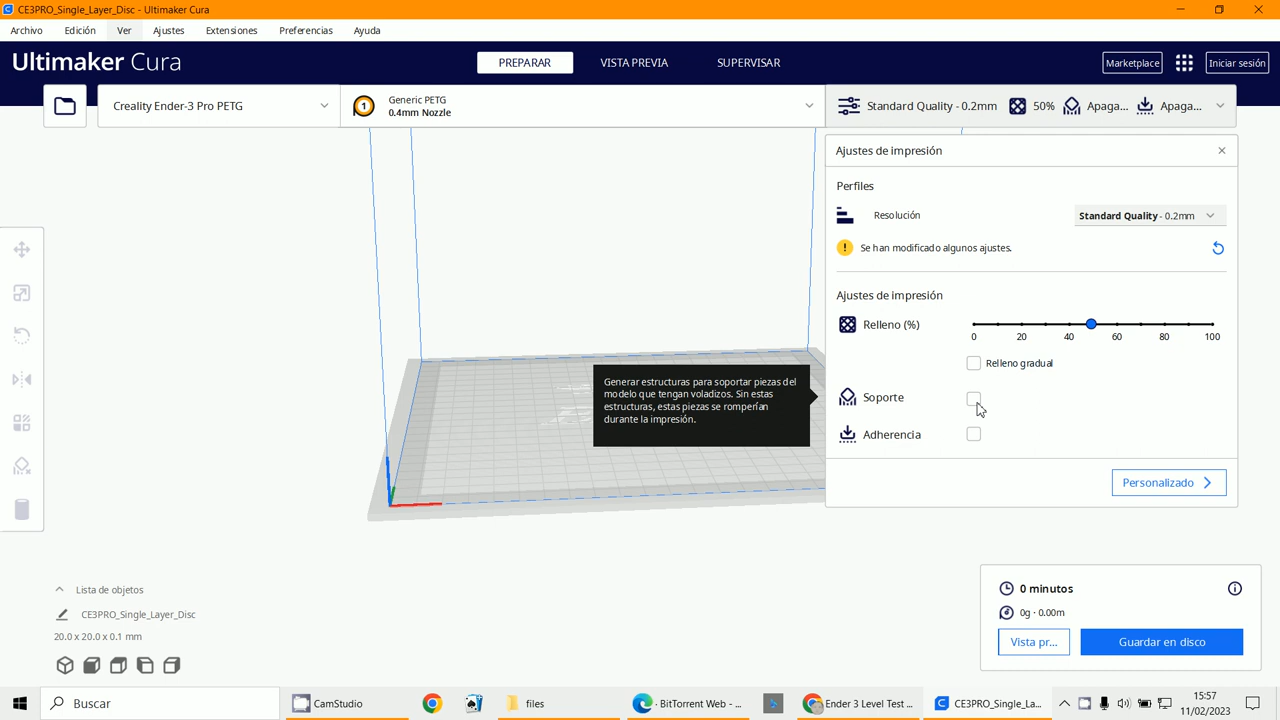 CE3PRO_Single_Layer_Disc - Ultimaker Cura
Archivo Edición Ver Ajustes Extensiones Preferencias Ayuda
Ultimaker Cura
PREPARAR VISTA PREVIA SUPERVISAR
Marketplace Iniciar sesión
Creality Ender-3 Pro PETG
1
Generic PETG
0.4mm Nozzle
Standard Quality - 0.2mm 50% Apaga... Apaga...
Ajustes de impresión
Perfiles
Resolución Standard Quality - 0.2mm
Se han modificado algunos ajustes.
Ajustes de impresión
Relleno (%)
0 20 40 60 80 100
Relleno gradual
Soporte
Adherencia
Personalizado
Generar estructuras para soportar piezas del
modelo que tengan voladizos. Sin estas
estructuras, estas piezas se romperían
durante la impresión.
Lista de objetos
CE3PRO_Single_Layer_Disc
20.0 x 20.0 x 0.1 mm
0 minutos
0g · 0.00m
Vista pr... Guardar en disco
Buscar
CamStudio
files
· BitTorrent Web - ...
Ender 3 Level Test ...
CE3PRO_Single_La...
15:57
11/02/2023